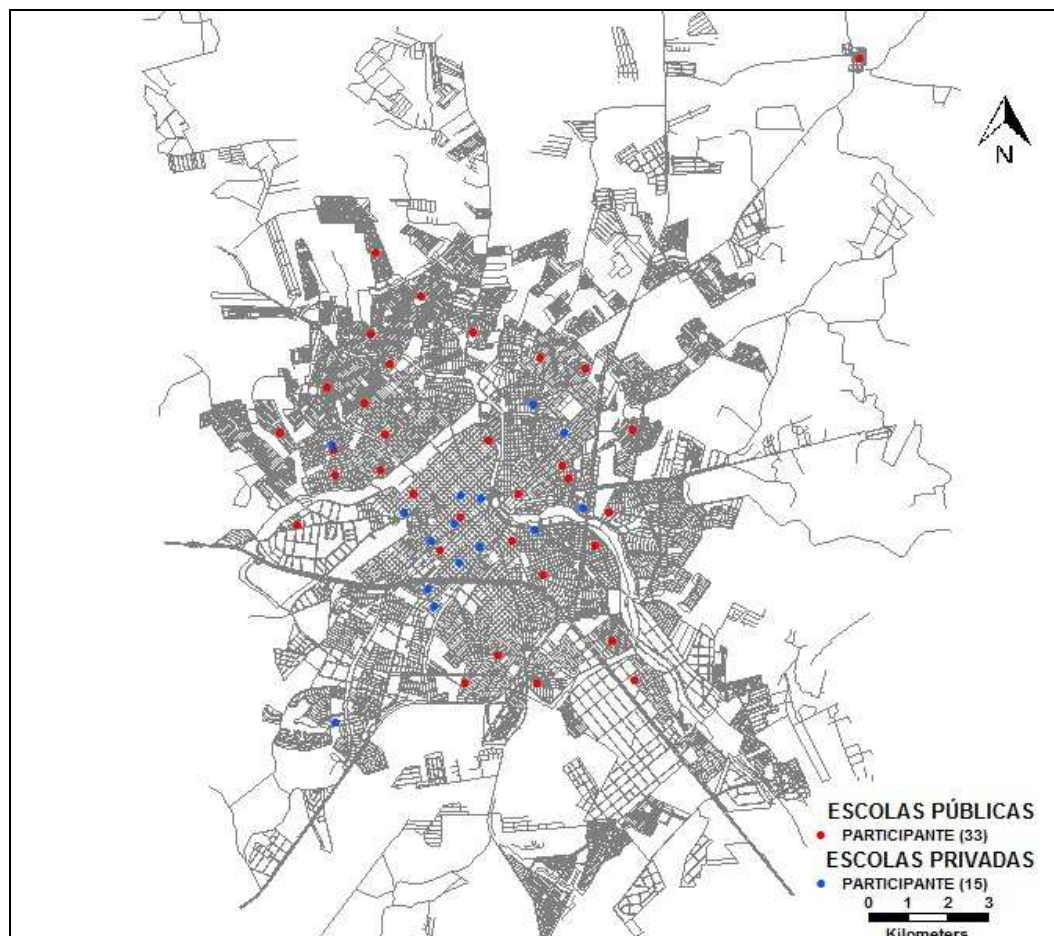 N
ESCOLAS PÚBLICAS
PARTICIPANTE (33)
ESCOLAS PRIVADAS
PARTICIPANTE (15)
0 1 2 3
Kilometers